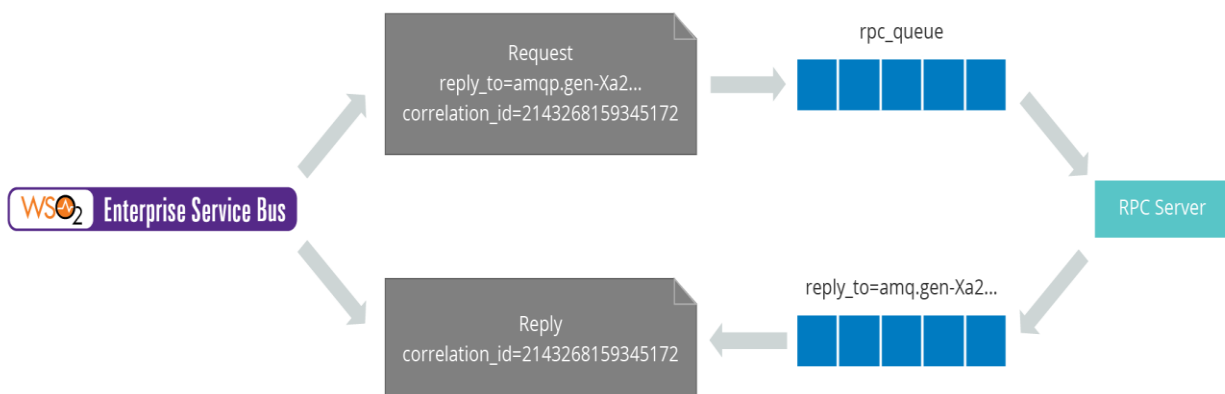 rpc_queue
Request
reply_to=amqp.gen-Xa2...
correlation_id=2143268159345172
WSO2 Enterprise Service Bus
RPC Server
reply_to=amq.gen-Xa2...
Reply
correlation_id=2143268159345172